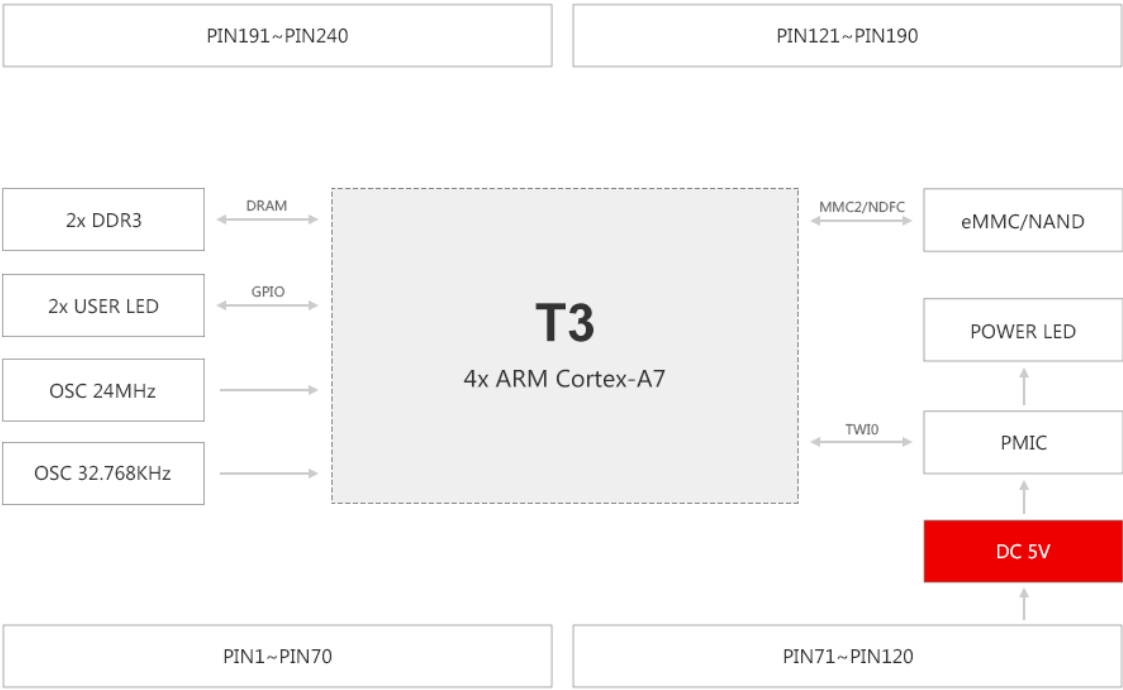 PIN191~PIN240
PIN121~PIN190
2x DDR3
DRAM
MMC2/NDFC
eMMC/NAND
2x USER LED
GPIO
T3
4x ARM Cortex-A7
POWER LED
OSC 24MHz
TWI0
PMIC
OSC 32.768KHz
DC 5V
PIN1~PIN70
PIN71~PIN120